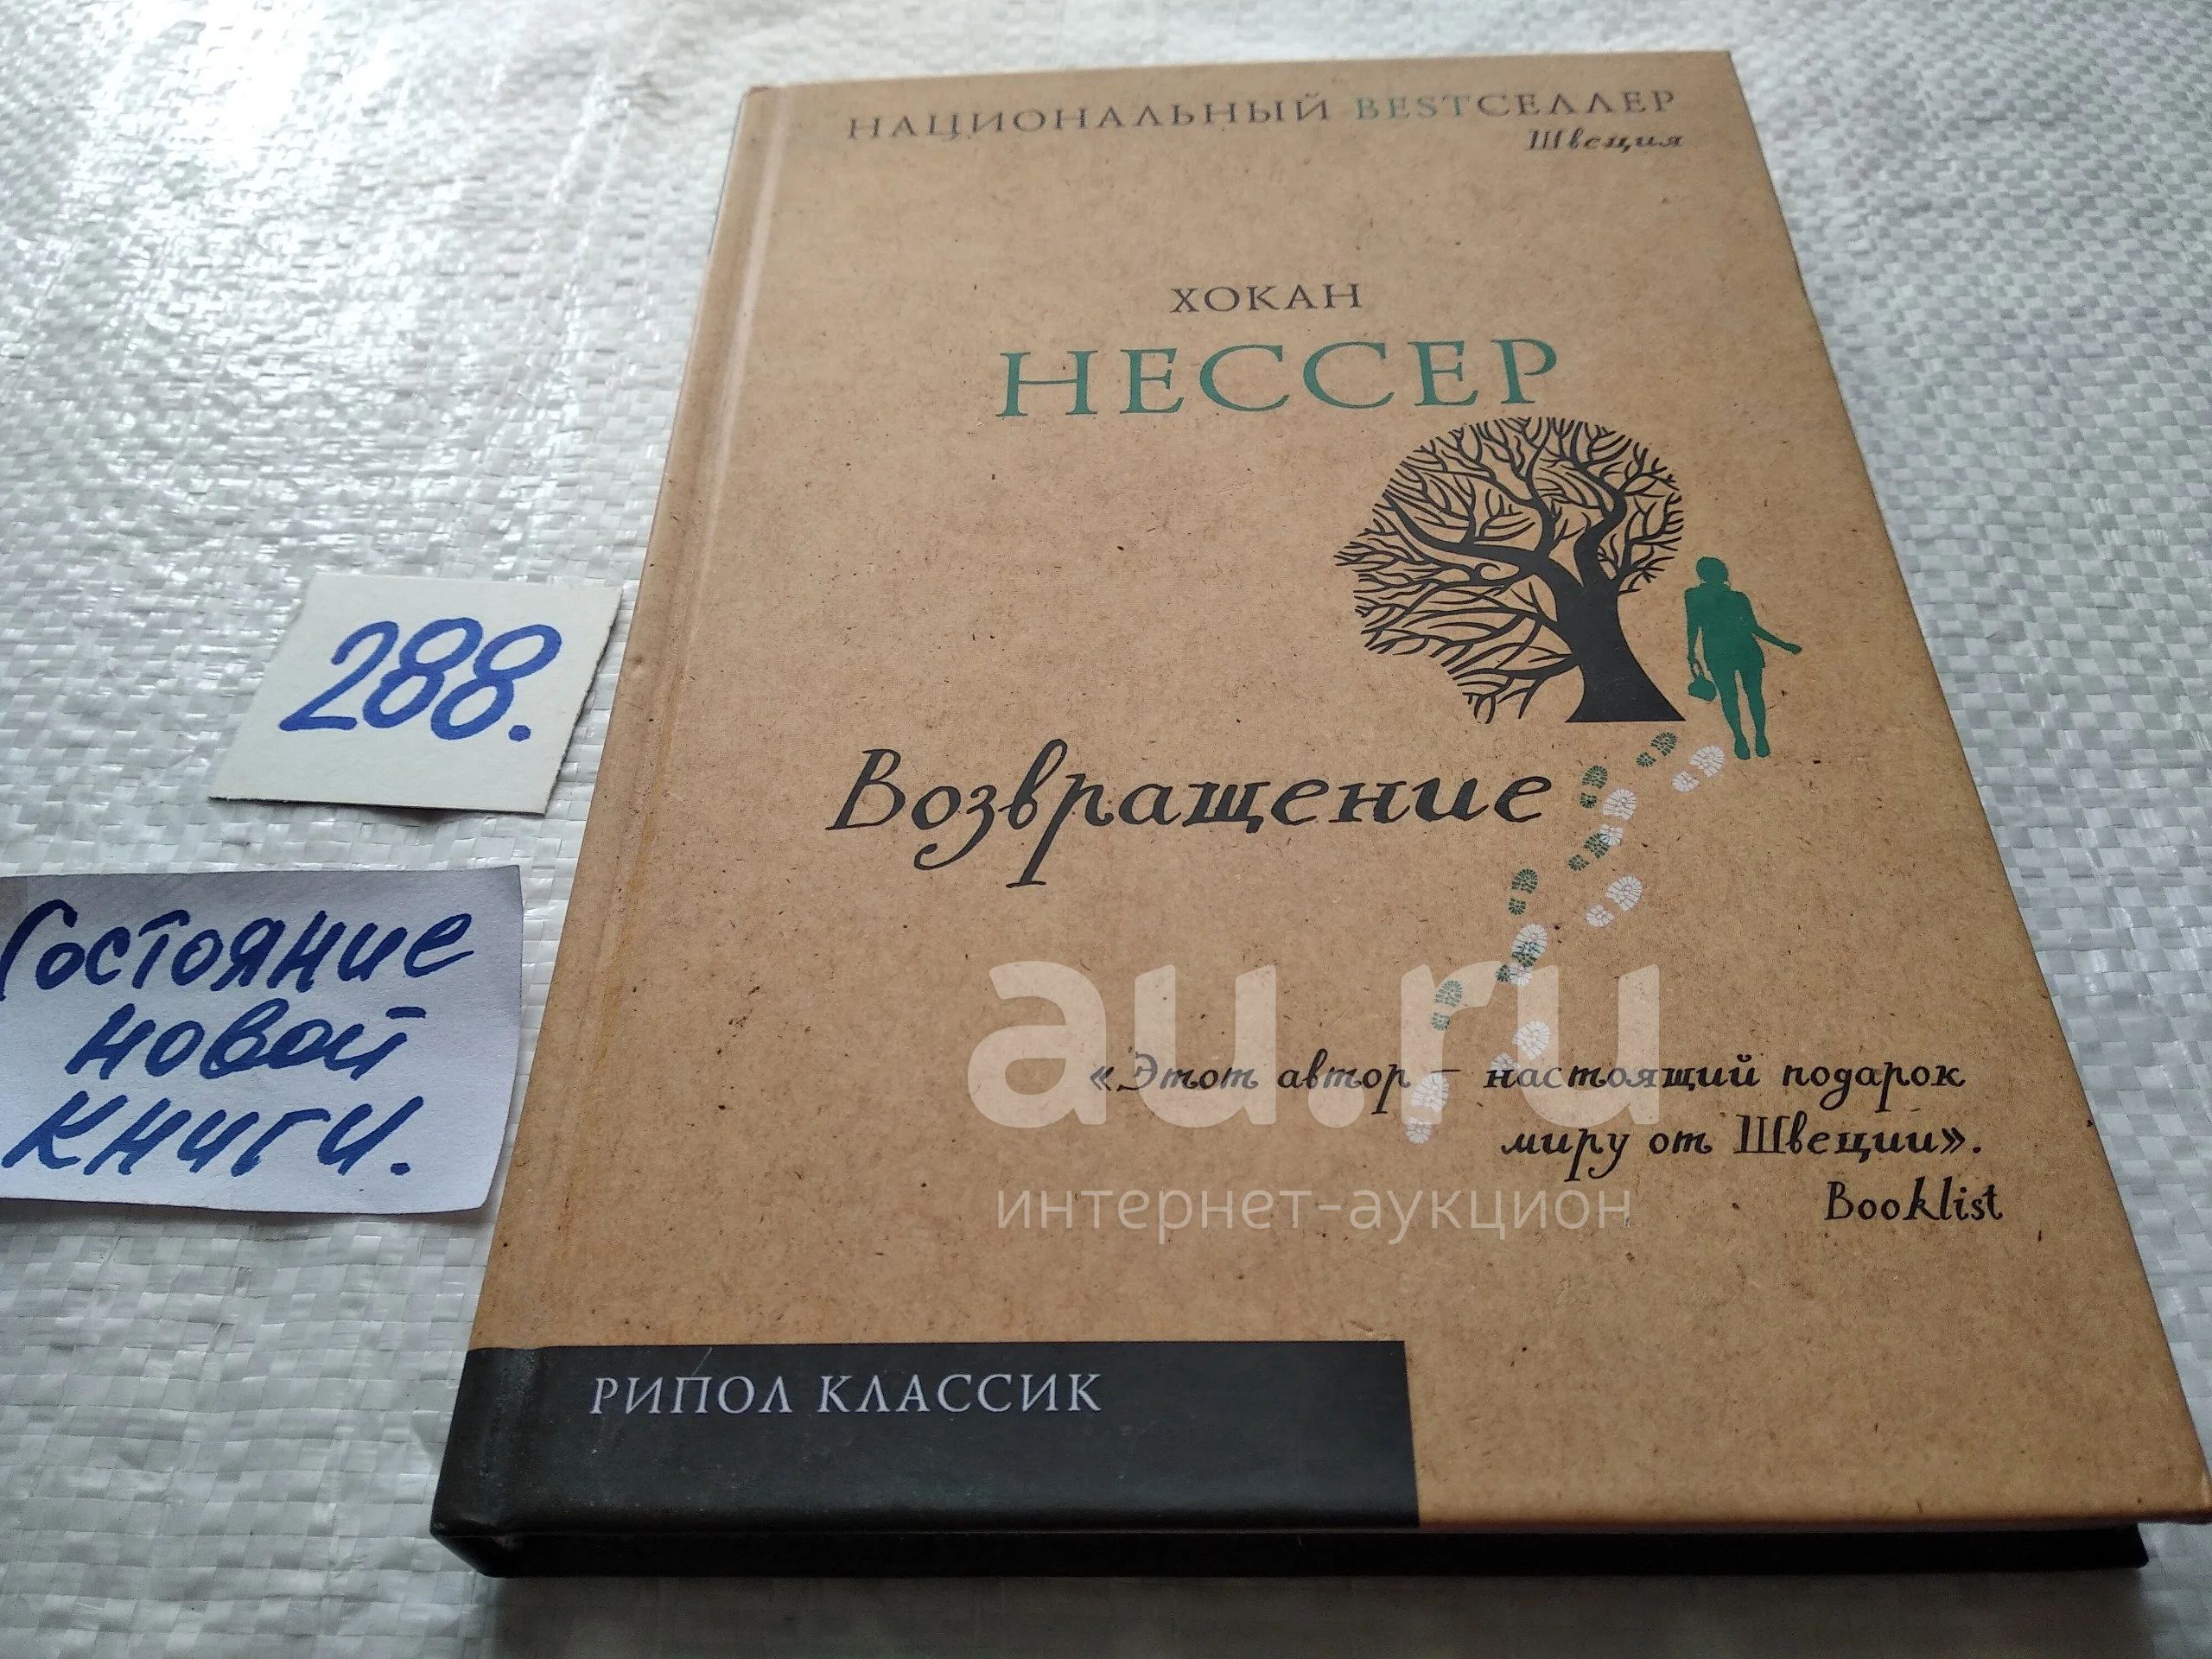 НАЦИОНАЛЬНЫЙ BESTСЕЛЛЕР
Швеция
ХОКАН
НЕССЕР
Возвращение
«Этот автор – настоящий подарок
миру от Швеции».
Booklist
РИПОЛ КЛАССИК
288.
Состояние
новой
книги.
au.ru
интернет-аукцион